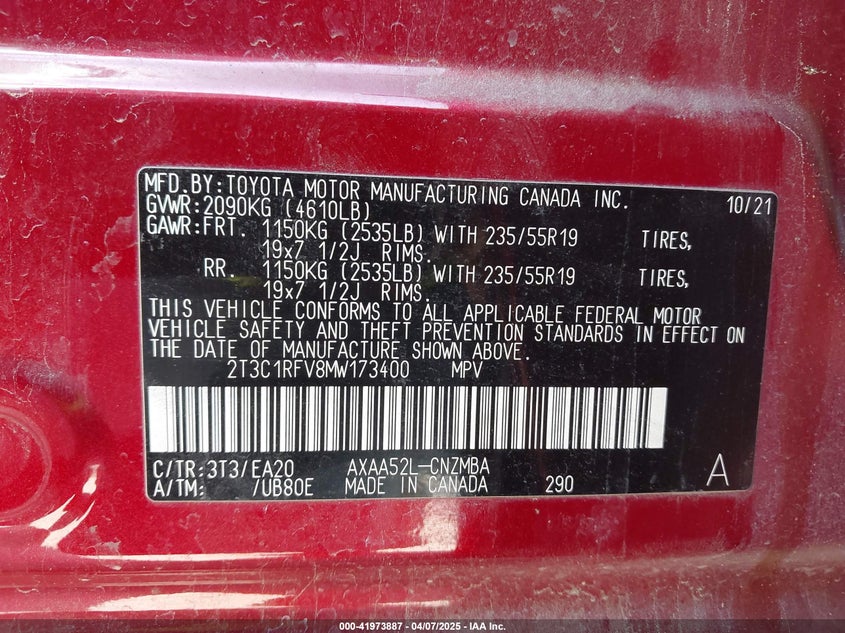 MFD.BY:TOYOTA MOTOR MANUFACTURING CANADA INC. 10/21
GVWR:2090KG (4610LB)
GAWR:FRT. 1150KG (2535LB) WITH 235/55R19 TIRES,
19x7 1/2J RIMS.
RR. 1150KG (2535LB) WITH 235/55R19 TIRES,
19x7 1/2J RIMS.
THIS VEHICLE CONFORMS TO ALL APPLICABLE FEDERAL MOTOR
VEHICLE SAFETY AND THEFT PREVENTION STANDARDS IN EFFECT ON
THE DATE OF MANUFACTURE SHOWN ABOVE.
2T3C1RFV8MW173400 MPV
C/TR:3T3/EA20 AXAA52L-CNZMBA
A/TM: /UB80E MADE IN CANADA 290 A
000-41973887 - 04/07/2025 - IAA Inc.